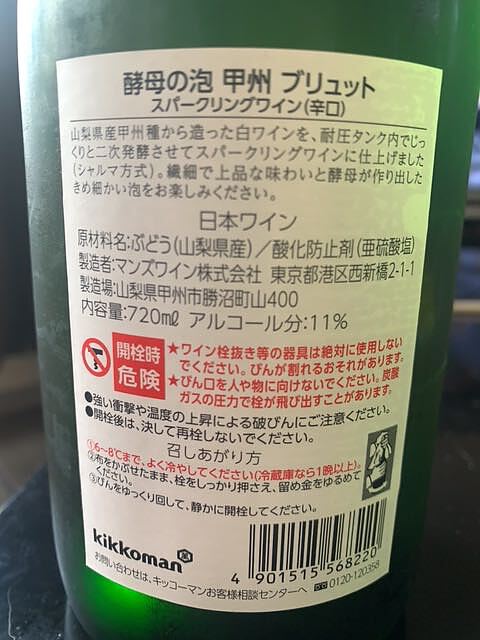 酵母の泡 甲州 ブリュット
スパークリングワイン(辛口)
山梨県産甲州種から造った白ワインを、耐圧タンク内でじっ
くりと二次発酵させてスパークリングワインに仕上げました
(シャルマ方式)。繊細で上品な味わいと酵母が作り出した
きめ細かい泡をお楽しみください。
日本ワイン
原材料名:ぶどう(山梨県産)/酸化防止剤(亜硫酸塩)
製造者:マンズワイン株式会社 東京都港区西新橋2-1-1
製造場:山梨県甲州市勝沼町山400
内容量:720mℓ アルコール分:11%
開栓時
危険
★ワイン栓抜き等の器具は絶対に使用しない
でください。びんが割れるおそれがあります。
★びん口を人や物に向けないでください。炭酸
ガスの圧力で栓が飛び出すことがあります。
●強い衝撃や温度の上昇による破びんにご注意ください。
●開栓後は、決して再栓しないでください。
召しあがり方
①6~8℃まで、よく冷やしてください(冷蔵庫なら1晩以上)。
②布をかぶせたまま、栓をしっかり押さえ、留め金をゆるめて
ください。
③びんをゆっくり回して、静かに開栓してください。
kikkoman
お問い合わせは、キッコーマンお客様相談センターへ 0120-120358
4 901515 568220